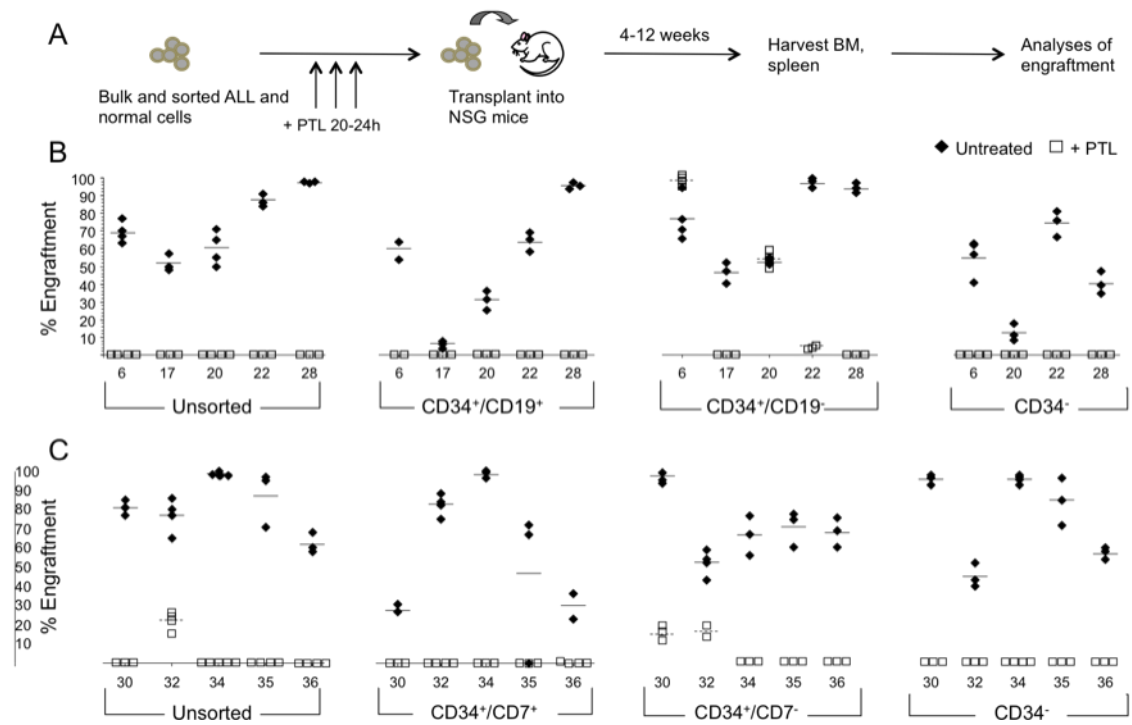 A
Bulk and sorted ALL and
normal cells
+ PTL 20-24h
Transplant into
NSG mice
4-12 weeks
Harvest BM,
spleen
Analyses of
engraftment
B
Untreated + PTL
% Engraftment
100
90
80
70
60
50
40
30
20
10
6 17 20 22 28 6 17 20 22 28 6 17 20 22 28 6 20 22 28
Unsorted CD34⁺/CD19⁺ CD34⁺/CD19⁻ CD34⁻
C
% Engraftment
100
90
80
70
60
50
40
30
20
10
30 32 34 35 36 30 32 34 35 36 30 32 34 35 36 30 32 34 35 36
Unsorted CD34⁺/CD7⁺ CD34⁺/CD7⁻ CD34⁻